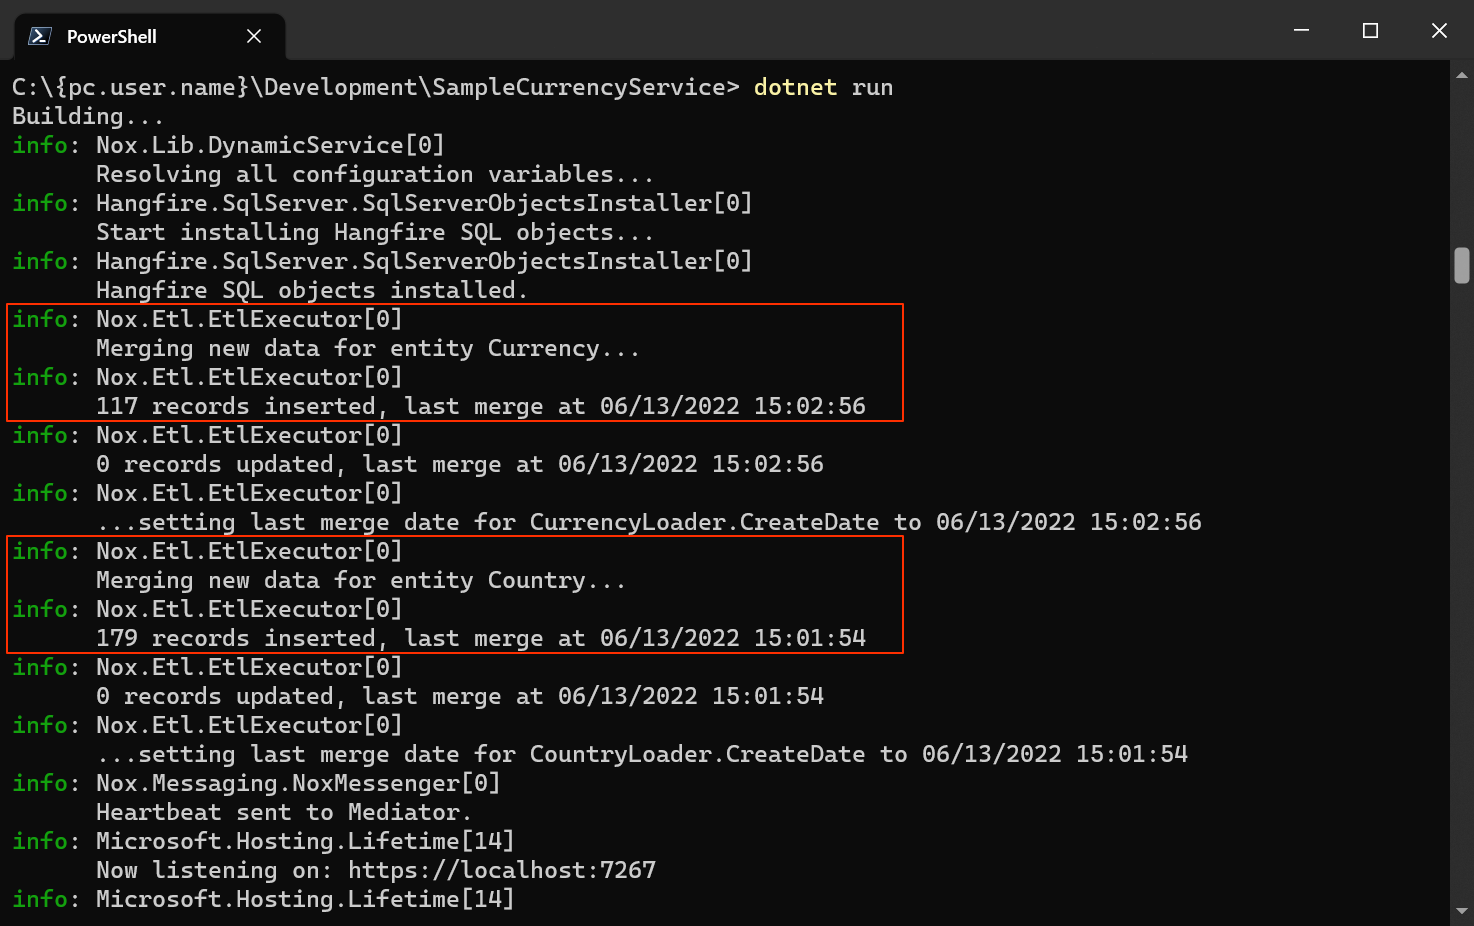 PowerShell
C:\{pc.user.name}\Development\SampleCurrencyService> dotnet run
Building...
info: Nox.Lib.DynamicService[0]
      Resolving all configuration variables...
info: Hangfire.SqlServer.SqlServerObjectsInstaller[0]
      Start installing Hangfire SQL objects...
info: Hangfire.SqlServer.SqlServerObjectsInstaller[0]
      Hangfire SQL objects installed.
info: Nox.Etl.EtlExecutor[0]
      Merging new data for entity Currency...
info: Nox.Etl.EtlExecutor[0]
      117 records inserted, last merge at 06/13/2022 15:02:56
info: Nox.Etl.EtlExecutor[0]
      0 records updated, last merge at 06/13/2022 15:02:56
info: Nox.Etl.EtlExecutor[0]
      ...setting last merge date for CurrencyLoader.CreateDate to 06/13/2022 15:02:56
info: Nox.Etl.EtlExecutor[0]
      Merging new data for entity Country...
info: Nox.Etl.EtlExecutor[0]
      179 records inserted, last merge at 06/13/2022 15:01:54
info: Nox.Etl.EtlExecutor[0]
      0 records updated, last merge at 06/13/2022 15:01:54
info: Nox.Etl.EtlExecutor[0]
      ...setting last merge date for CountryLoader.CreateDate to 06/13/2022 15:01:54
info: Nox.Messaging.NoxMessenger[0]
      Heartbeat sent to Mediator.
info: Microsoft.Hosting.Lifetime[14]
      Now listening on: https://localhost:7267
info: Microsoft.Hosting.Lifetime[14]